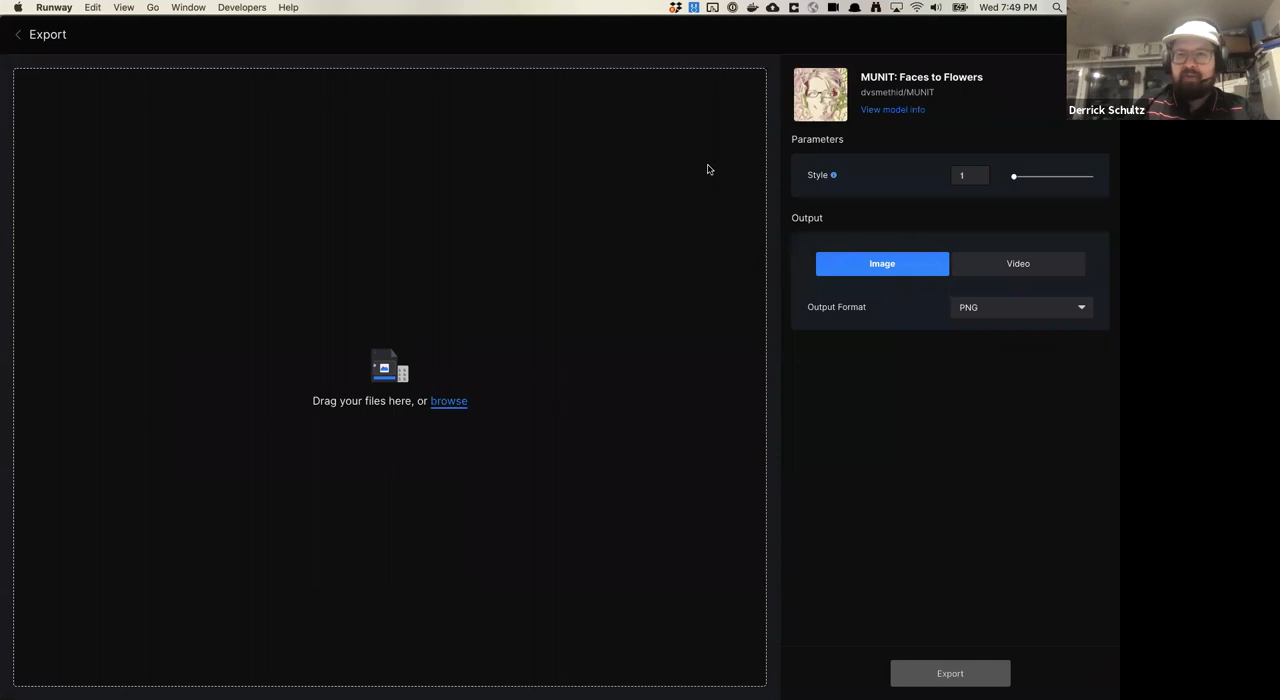 Runway Edit View Go Window Developers Help Wed 7:49 PM
Export
MUNIT: Faces to Flowers
dvsmethid/MUNIT
View model info
Derrick Schultz
Parameters
Style 1
Output
Image Video
Output Format PNG
Drag your files here, or browse
Export